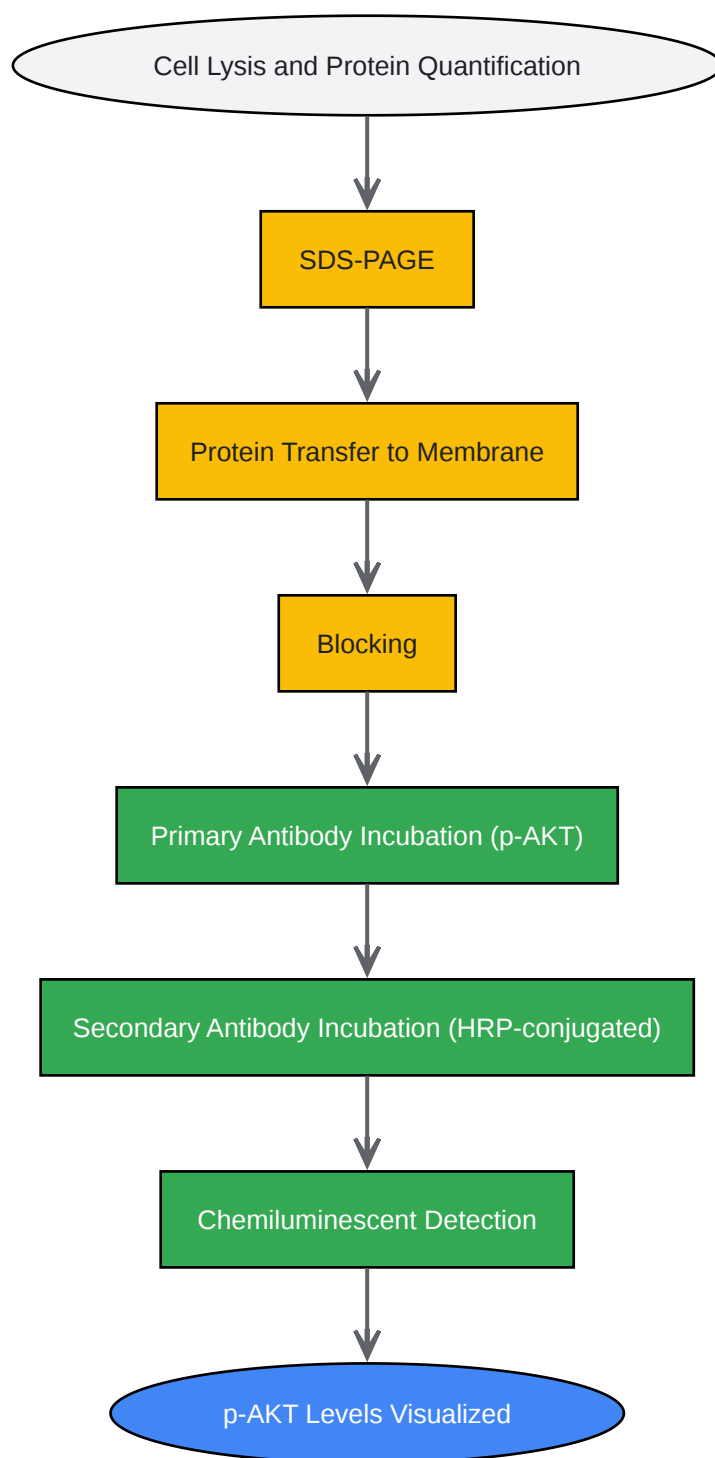 Cell Lysis and Protein Quantification
SDS-PAGE
Protein Transfer to Membrane
Blocking
Primary Antibody Incubation (p-AKT)
Secondary Antibody Incubation (HRP-conjugated)
Chemiluminescent Detection
p-AKT Levels Visualized